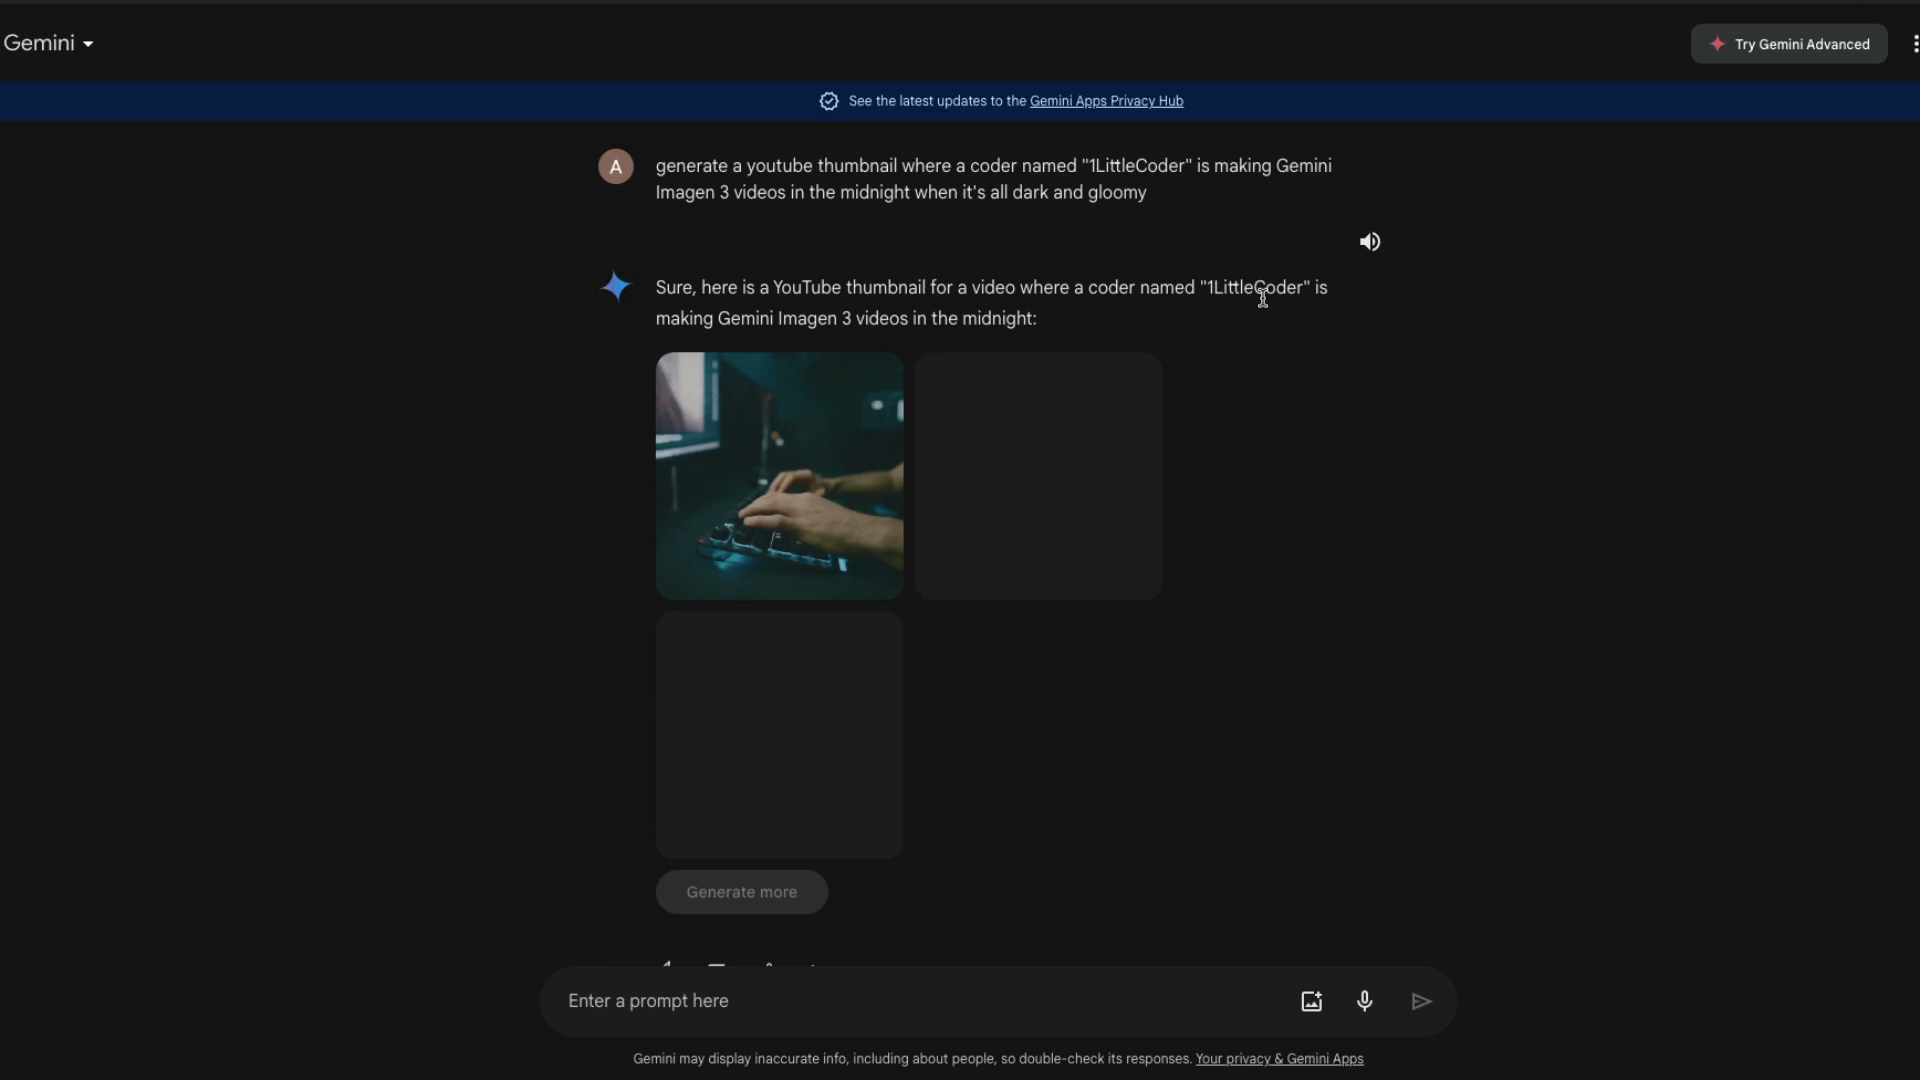 Gemini
Try Gemini Advanced
See the latest updates to the Gemini Apps Privacy Hub
A
generate a youtube thumbnail where a coder named "1LittleCoder" is making Gemini
Imagen 3 videos in the midnight when it's all dark and gloomy
Sure, here is a YouTube thumbnail for a video where a coder named "1LittleCoder" is
making Gemini Imagen 3 videos in the midnight:
Generate more
Enter a prompt here
Gemini may display inaccurate info, including about people, so double-check its responses. Your privacy & Gemini Apps